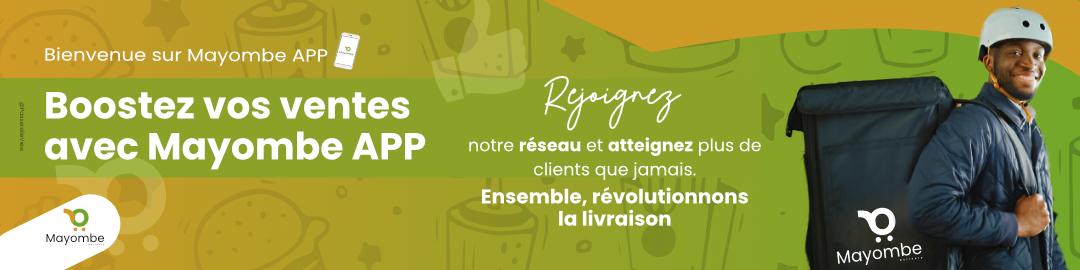 Bienvenue sur Mayombe APP
Boostez vos ventes
avec Mayombe APP
Rejoignez
notre réseau et atteignez plus de
clients que jamais.
Ensemble, révolutionnons
la livraison
Mayombe
Mayombe